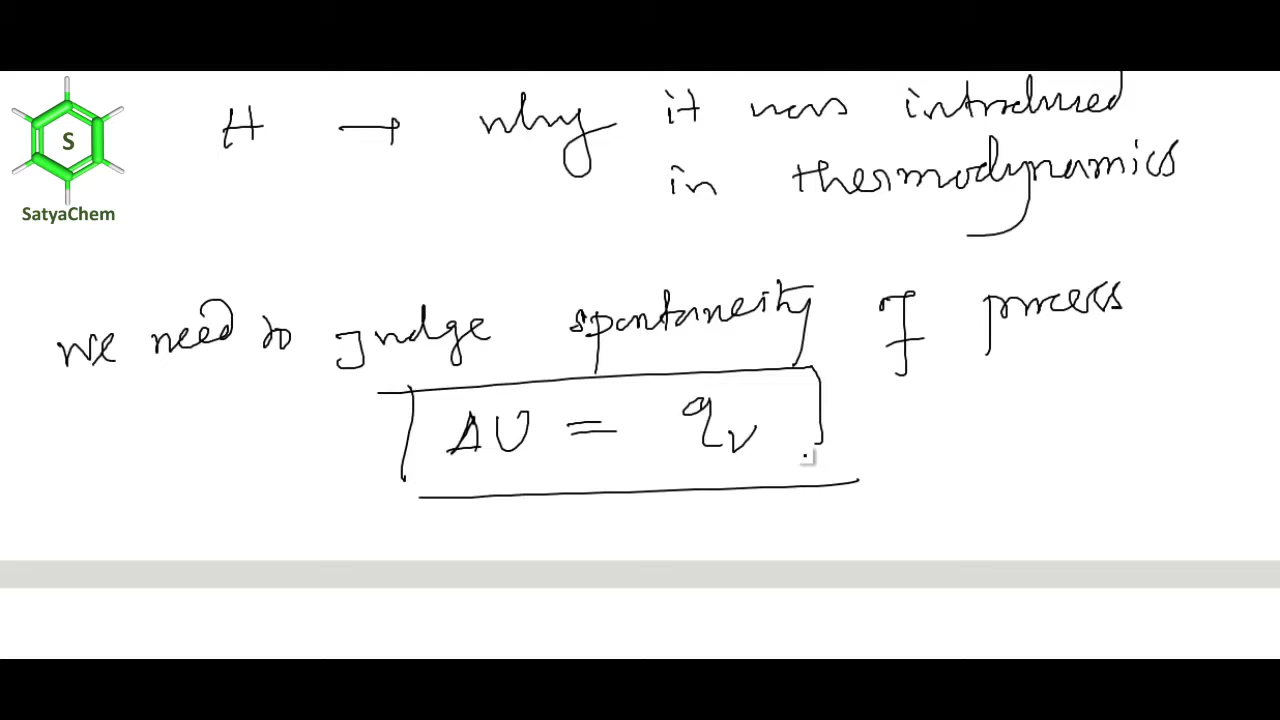 S
SatyaChem
H → why it was introduced
in thermodynamics
we need to judge spontaneity of process
ΔU = qv